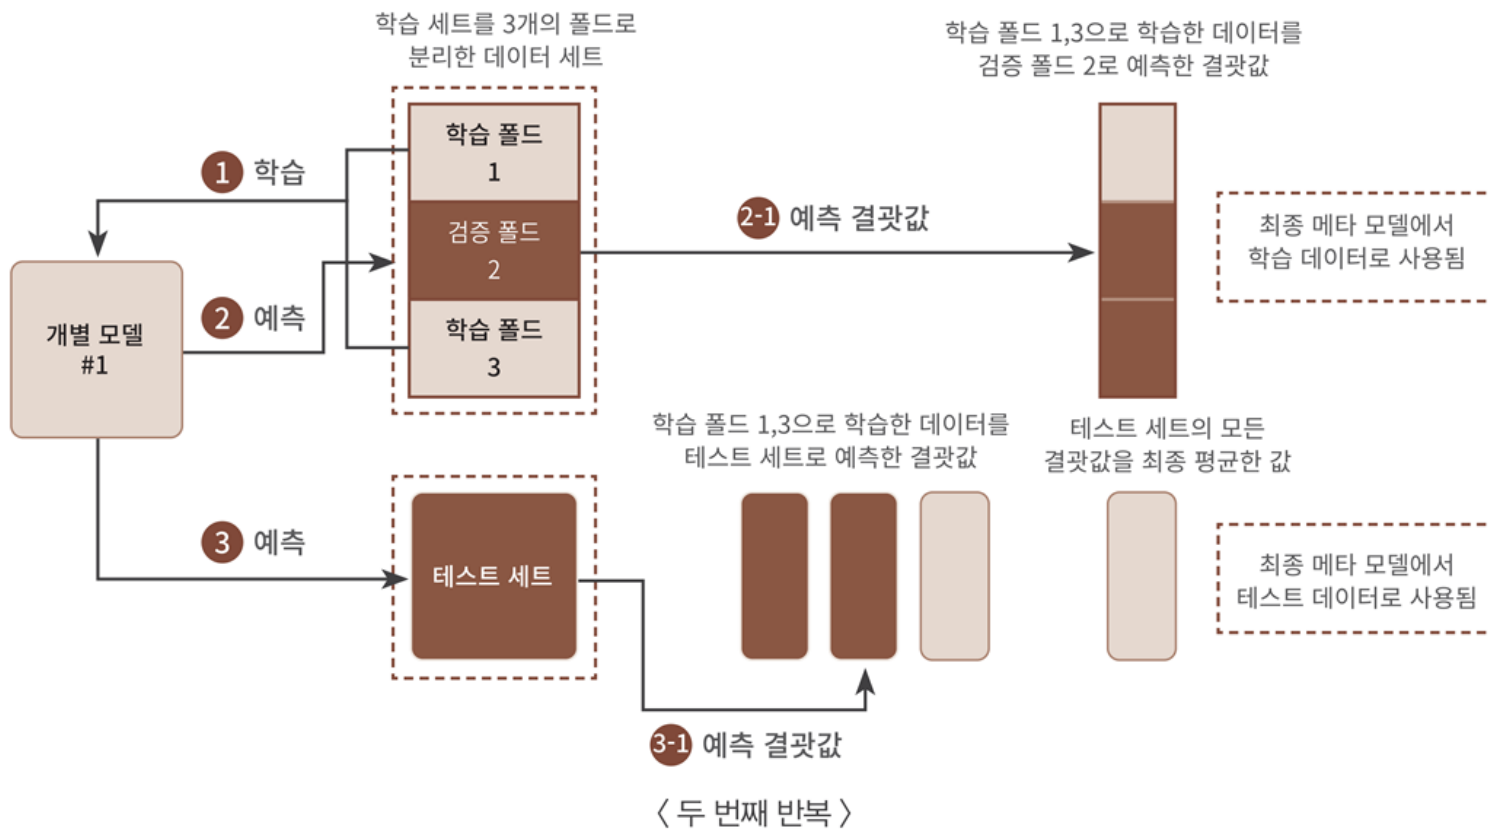 학습 세트를 3개의 폴드로
분리한 데이터 세트
학습 폴드 1,3으로 학습한 데이터를
검증 폴드 2로 예측한 결괏값
학습 폴드
1
1 학습
검증 폴드
2
2-1 예측 결괏값
최종 메타 모델에서
학습 데이터로 사용됨
개별 모델
#1
2 예측
학습 폴드
3
학습 폴드 1,3으로 학습한 데이터를
테스트 세트로 예측한 결괏값
테스트 세트의 모든
결괏값을 최종 평균한 값
3 예측
테스트 세트
최종 메타 모델에서
테스트 데이터로 사용됨
3-1 예측 결괏값
〈 두 번째 반복 〉